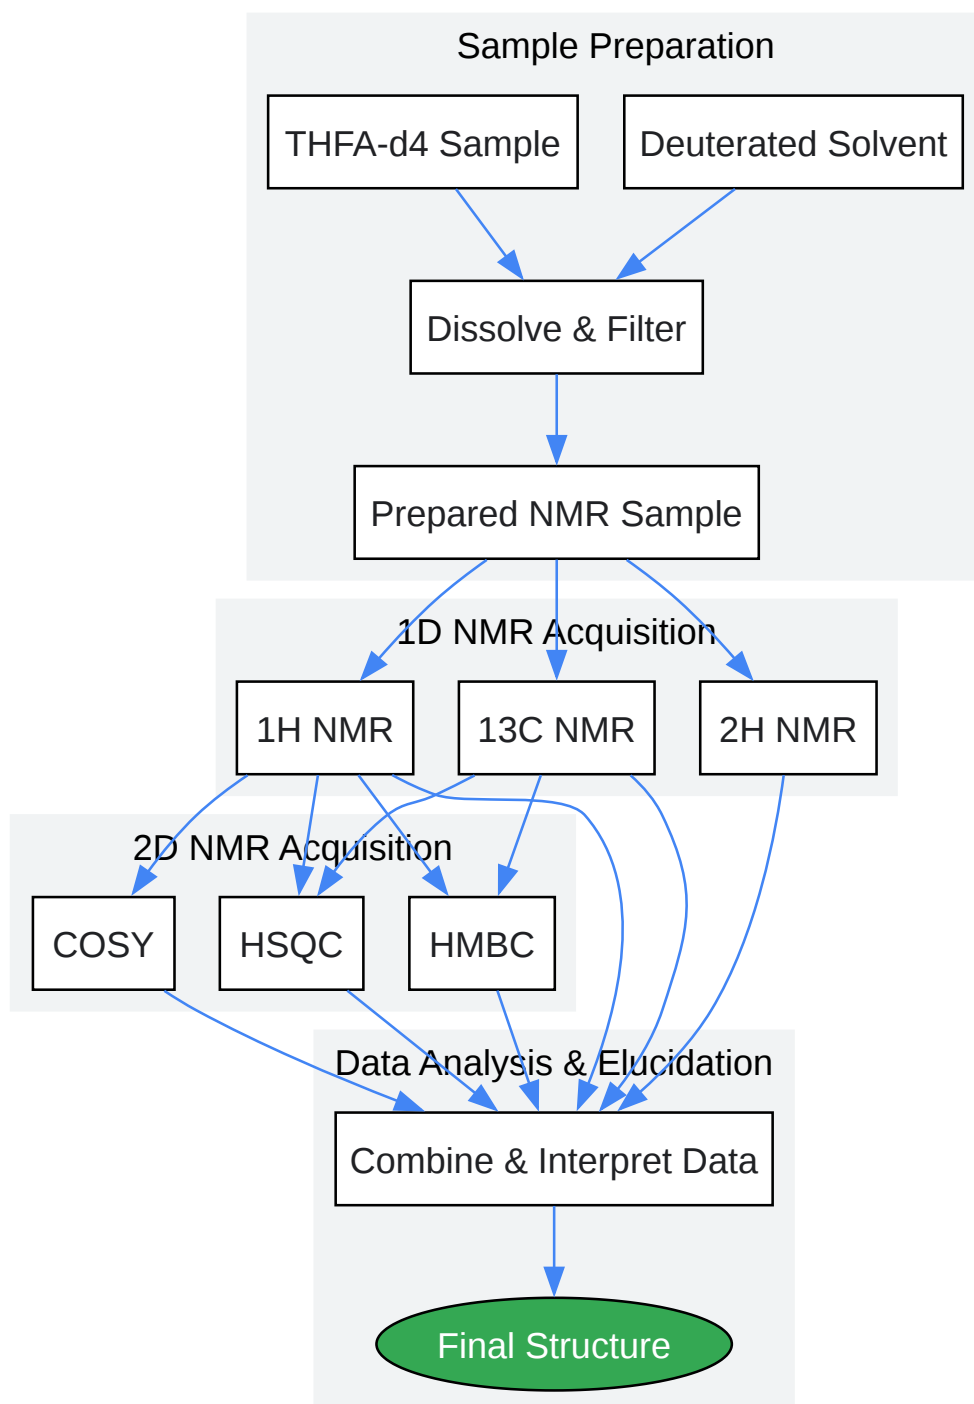 Sample Preparation
THFA-d4 Sample
Deuterated Solvent
Dissolve & Filter
Prepared NMR Sample
1D NMR Acquisition
1H NMR
13C NMR
2H NMR
2D NMR Acquisition
COSY
HSQC
HMBC
Data Analysis & Elucidation
Combine & Interpret Data
Final Structure